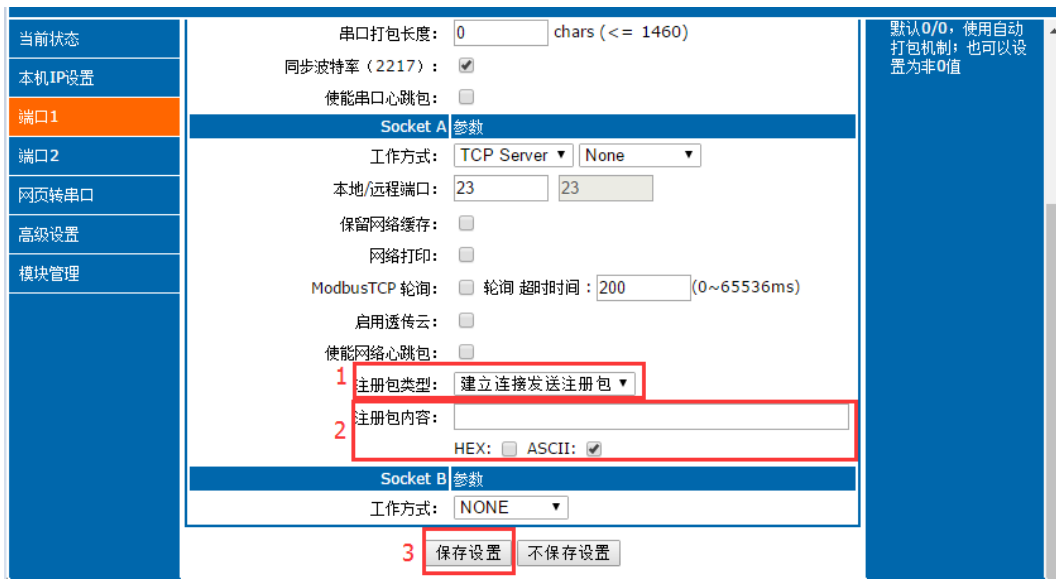 当前状态
本机IP设置
端口1
端口2
网页转串口
高级设置
模块管理
串口打包长度: 0 chars (<= 1460)
同步波特率（2217）:
使能串口心跳包:
Socket A 参数
工作方式: TCP Server None
本地/远程端口: 23 23
保留网络缓存:
网络打印:
ModbusTCP 轮询: 轮询 超时时间：200 (0~65536ms)
启用透传云:
使能网络心跳包:
1 注册包类型: 建立连接发送注册包
2 注册包内容:
HEX: ASCII:
Socket B 参数
工作方式: NONE
3 保存设置 不保存设置
默认0/0，使用自动
打包机制；也可以设
置为非0值